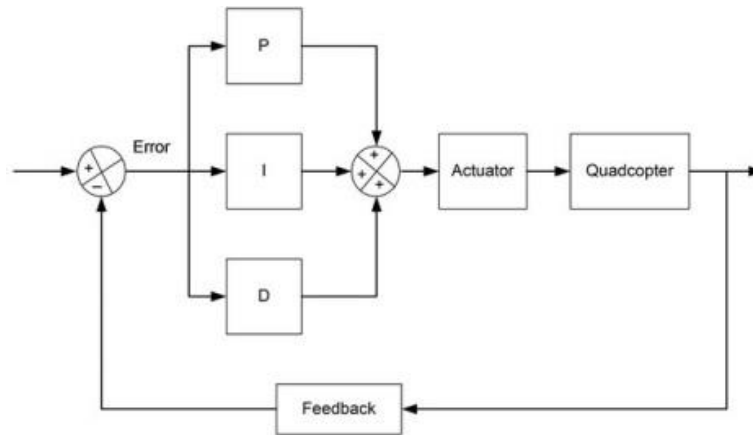 P
+
Error
+
−
I
+
+
+
Actuator
Quadcopter
D
Feedback